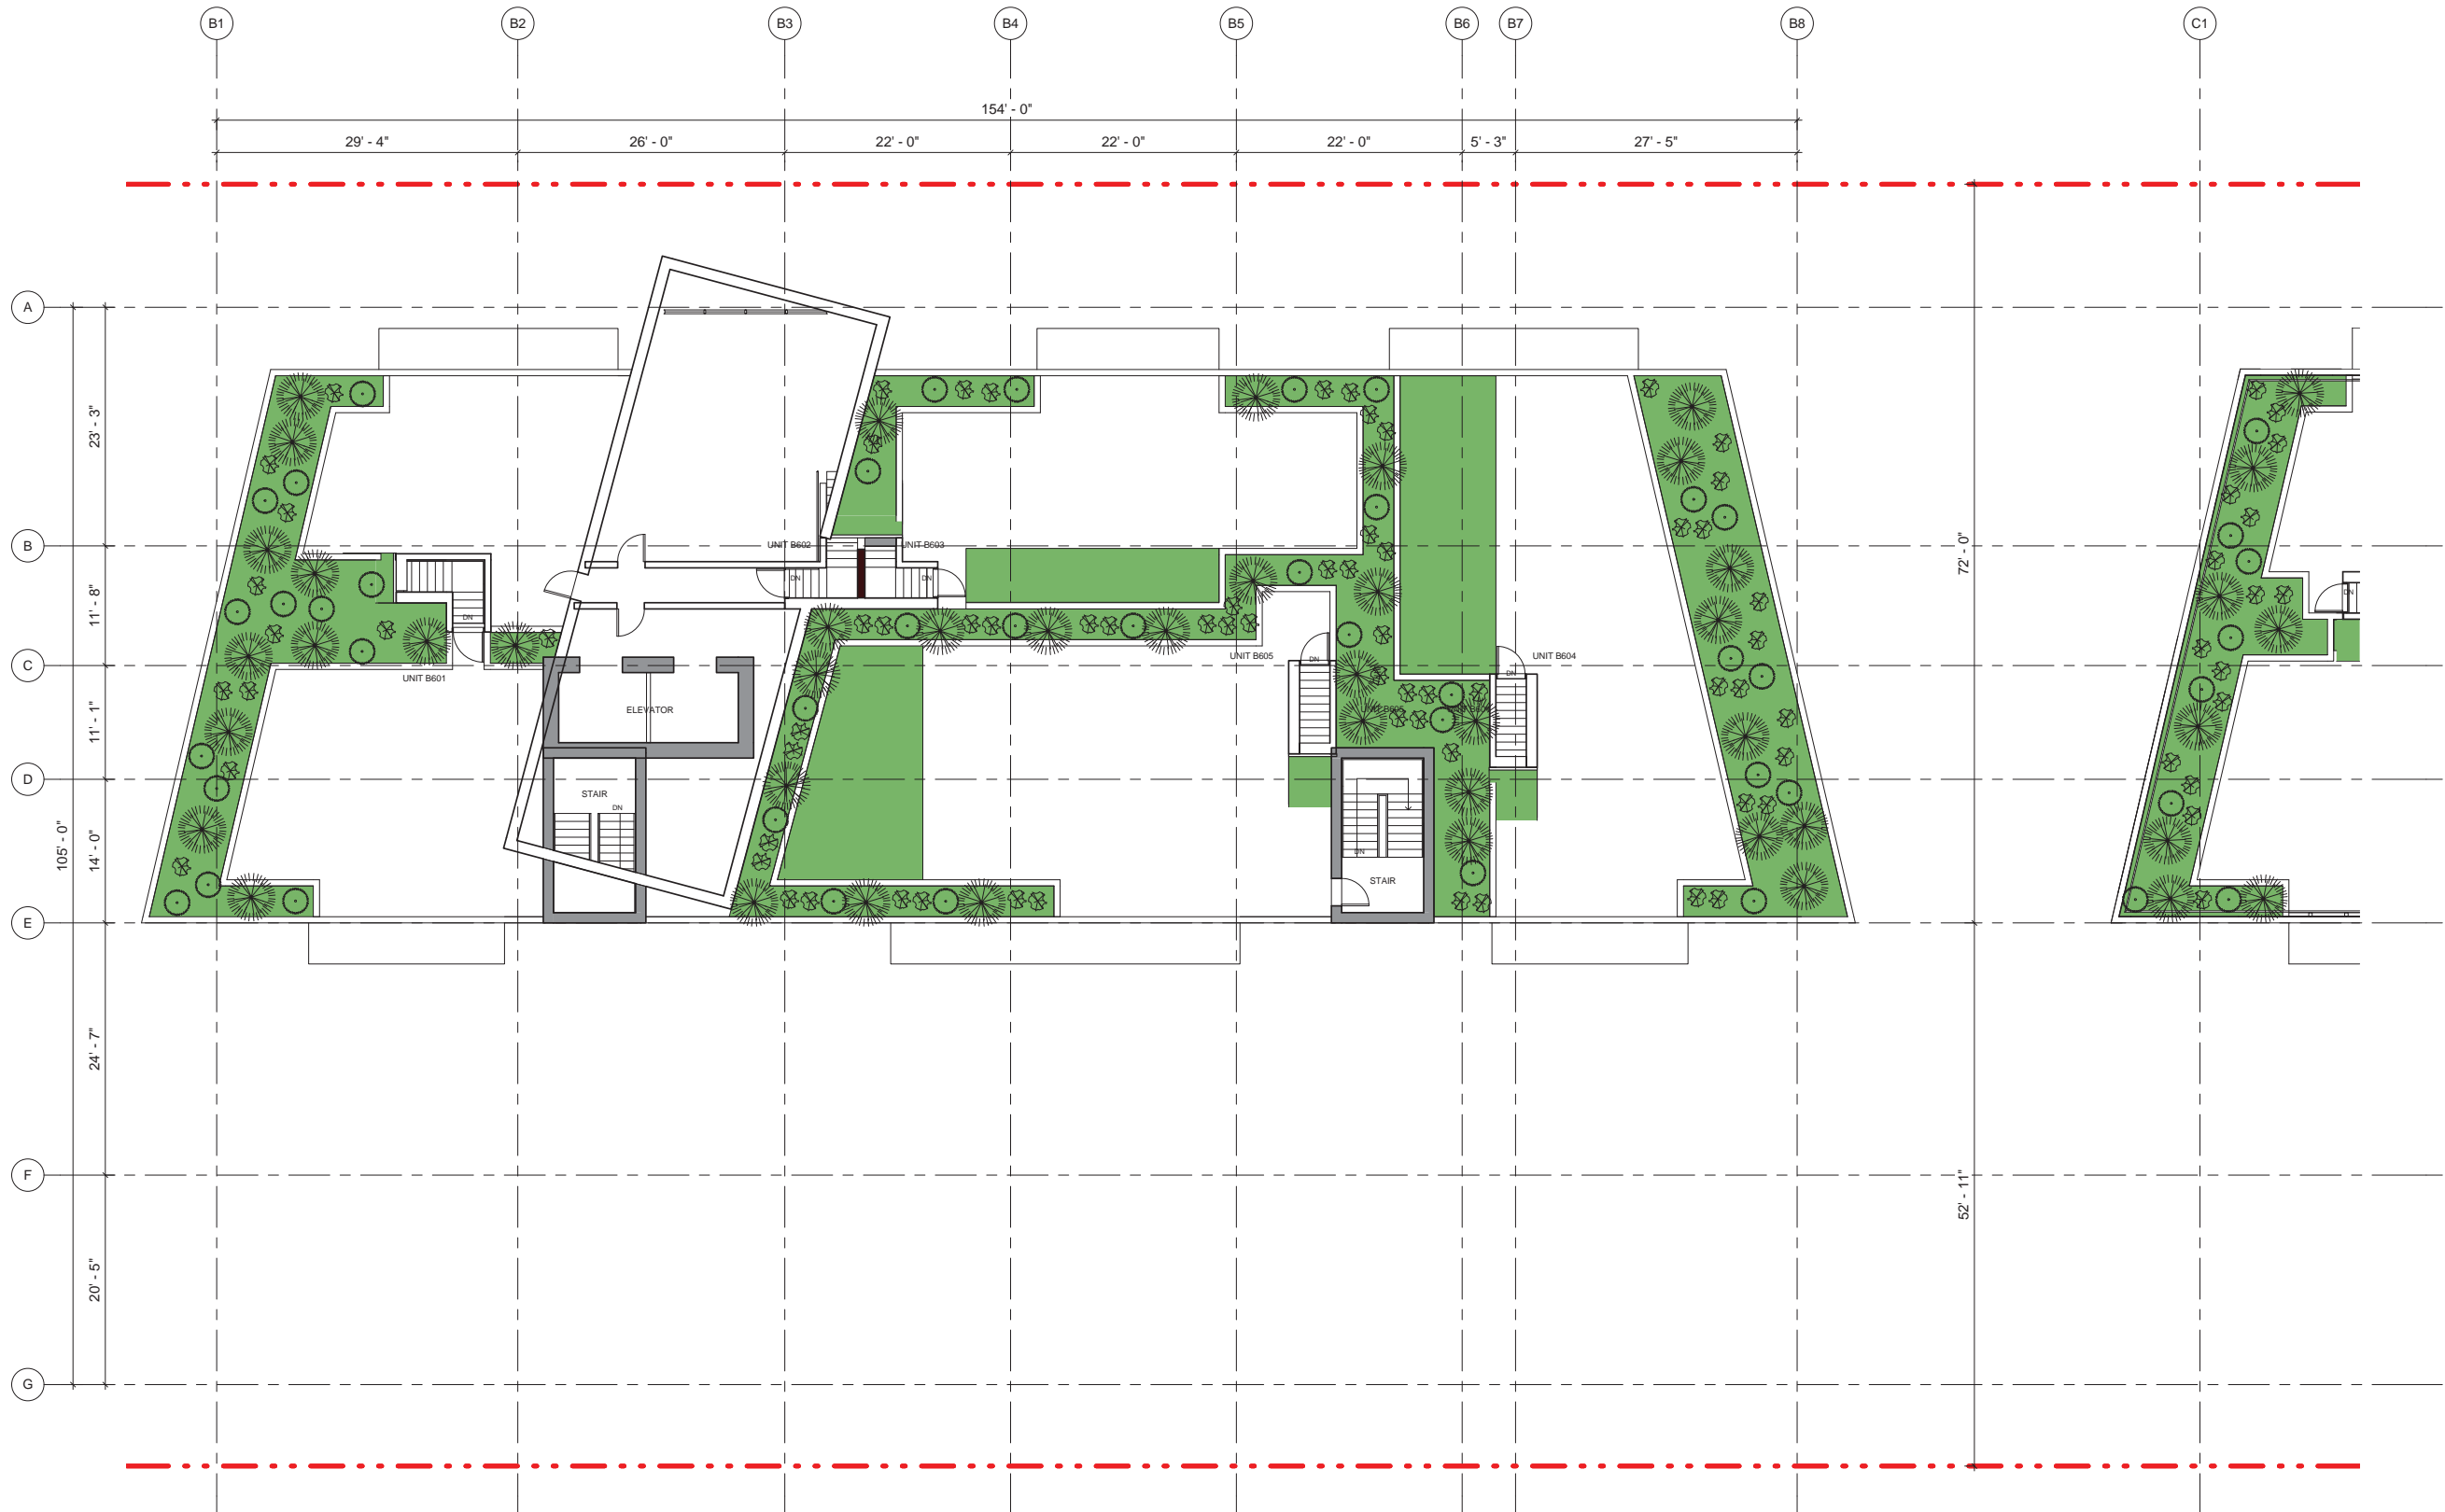 B1 B2 B3 B4 B5 B6 B7 B8 C1
154' - 0"
29' - 4" 26' - 0" 22' - 0" 22' - 0" 22' - 0" 5' - 3" 27' - 5"
A
23' - 3"
B
UNIT B602 UNIT B603
72' - 0"
DN DN DN
11' - 8"
DN
UNIT B605 UNIT B604
C
DN DN
UNIT B601
ELEVATOR
UNIT B605
11' - 1"
D
STAIR
DN
105' - 0"
14' - 0"
DN
STAIR
E
24' - 7"
F
52' - 11"
20' - 5"
G